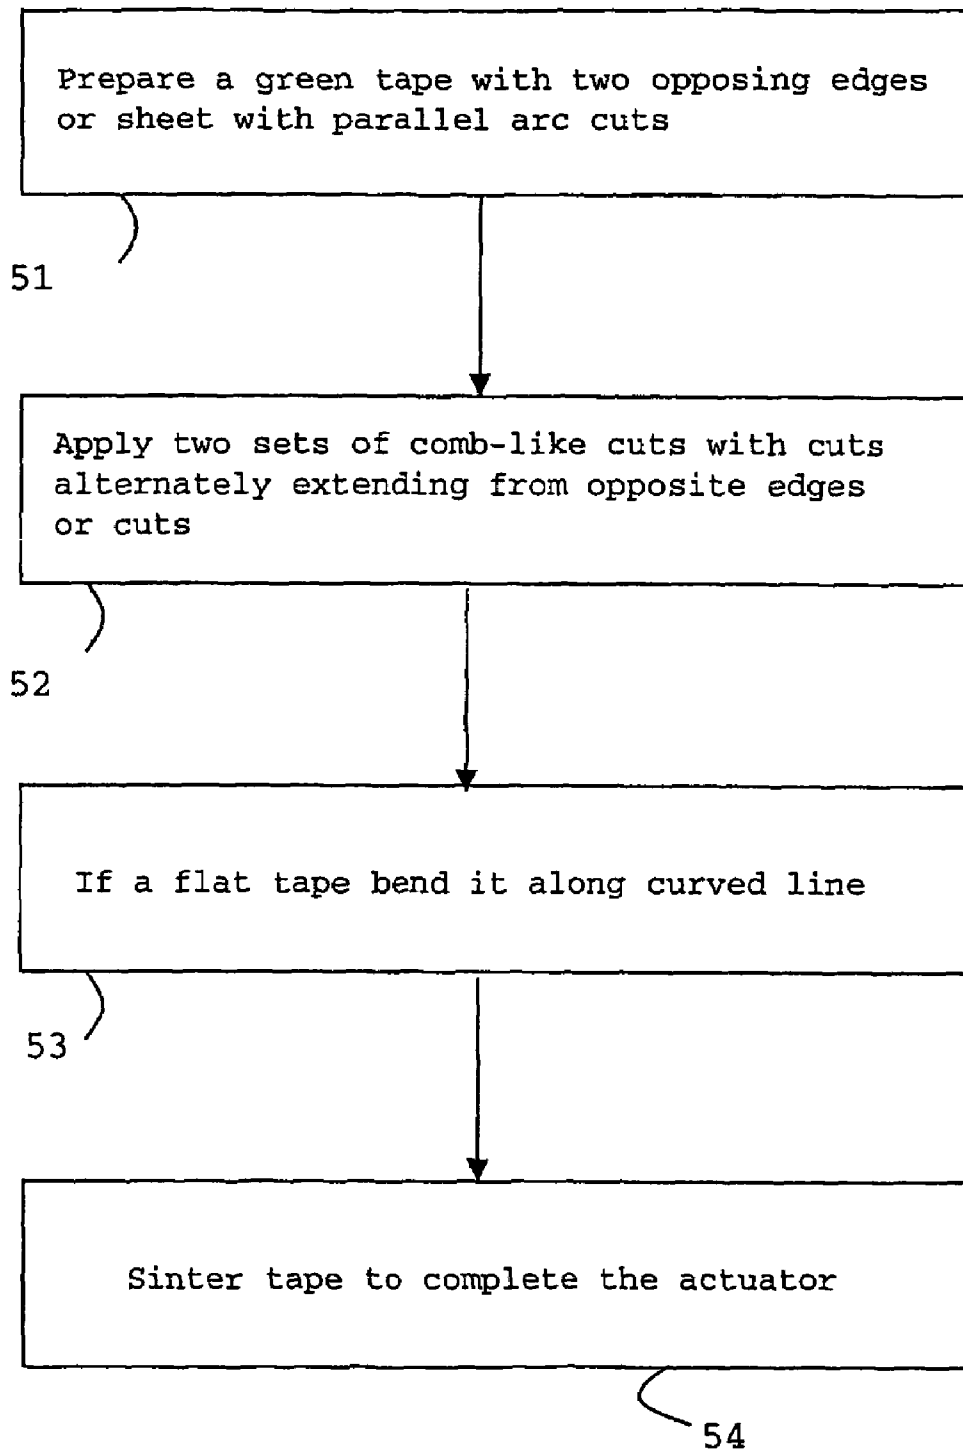 Prepare a green tape with two opposing edges
or sheet with parallel arc cuts
51
Apply two sets of comb-like cuts with cuts
alternately extending from opposite edges
or cuts
52
If a flat tape bend it along curved line
53
Sinter tape to complete the actuator
54